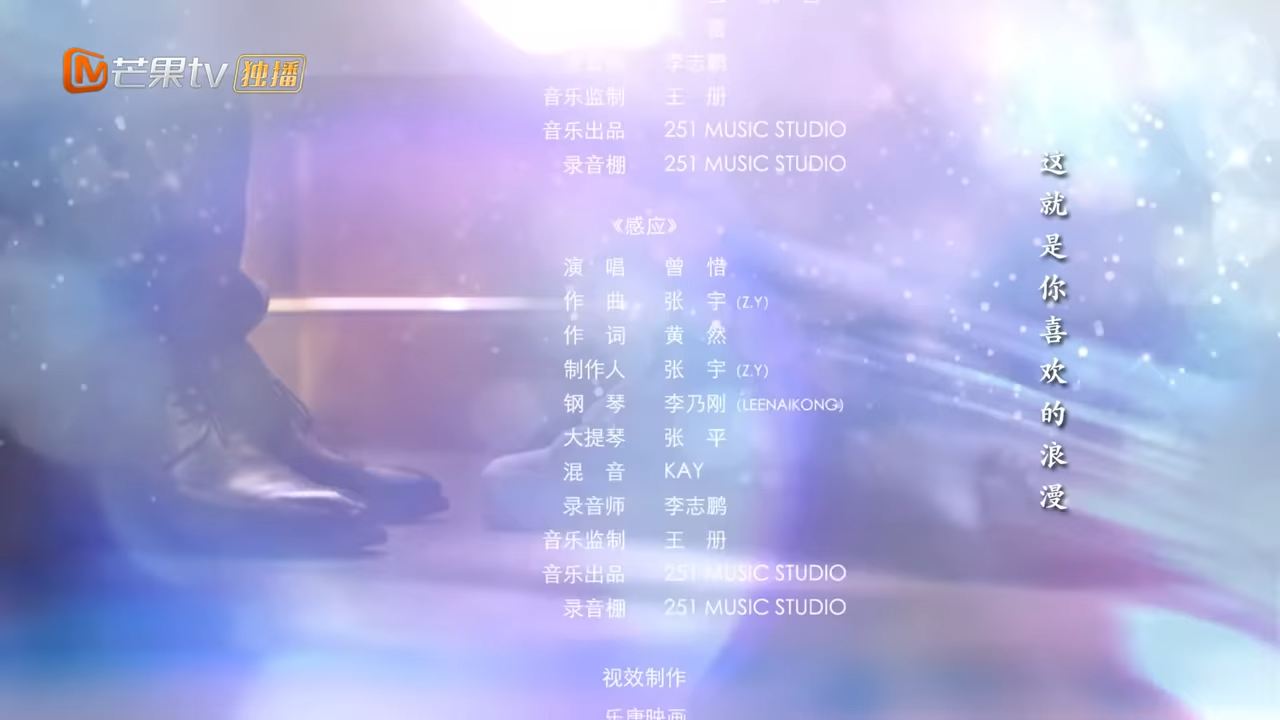 芒果tv 独播
李志鹏
音乐监制 王 册
音乐出品 251 MUSIC STUDIO
录音棚 251 MUSIC STUDIO
《感应》
演 唱 曾 惜
作 曲 张 宇 (Z.Y)
作 词 黄 然
制作人 张 宇 (Z.Y)
钢 琴 李乃刚 (LEENAIKONG)
大提琴 张 平
混 音 KAY
录音师 李志鹏
音乐监制 王 册
音乐出品 251 MUSIC STUDIO
录音棚 251 MUSIC STUDIO
视效制作
这就是你喜欢的浪漫